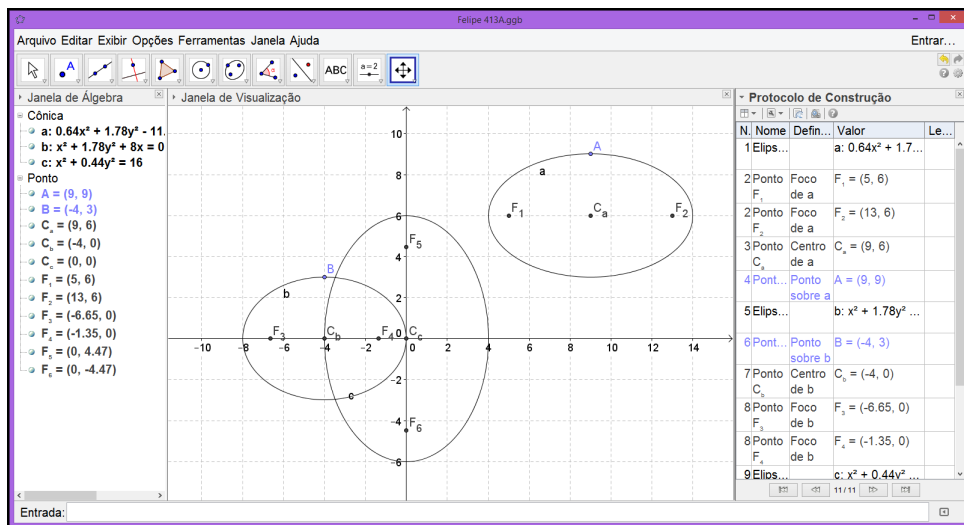 Felipe 413A.ggb
Arquivo Editar Exibir Opções Ferramentas Janela Ajuda
Entrar...
ABC
a=2
Janela de Álgebra
Cônica
a: 0.64x² + 1.78y² - 11.
b: x² + 1.78y² + 8x = 0
c: x² + 0.44y² = 16
Ponto
A = (9, 9)
B = (-4, 3)
Cₐ = (9, 6)
C_b = (-4, 0)
C_c = (0, 0)
F₁ = (5, 6)
F₂ = (13, 6)
F₃ = (-6.65, 0)
F₄ = (-1.35, 0)
F₅ = (0, 4.47)
F₆ = (0, -4.47)
Janela de Visualização
10
A
a
8
F₁
Cₐ
F₂
6
F₅
4
B
b
2
F₃
C_b
F₄
0
C_c
-10 -8 -6 -4 -2 0 2 4 6 8 10 12 14
-2
c
-4
F₆
-6
Protocolo de Construção
N. Nome Defin... Valor Le...
1 Elips... a: 0.64x² + 1.7...
2 Ponto Foco F₁ = (5, 6)
F₁ de a
2 Ponto Foco F₂ = (13, 6)
F₂ de a
3 Ponto Centro Cₐ = (9, 6)
Cₐ de a
4 Pont... Ponto A = (9, 9)
sobre a
5 Elips... b: x² + 1.78y² ...
6 Pont... Ponto B = (-4, 3)
sobre b
7 Ponto Centro C_b = (-4, 0)
C_b de b
8 Ponto Foco F₃ = (-6.65, 0)
F₃ de b
8 Ponto Foco F₄ = (-1.35, 0)
F₄ de b
9 Elips... c: x² + 0.44y² ...
11/11
Entrada: